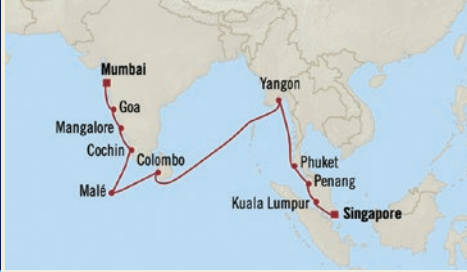 Mumbai
Yangon
Goa
Mangalore
Cochin
Colombo
Phuket
Malé
Penang
Kuala Lumpur
Singapore